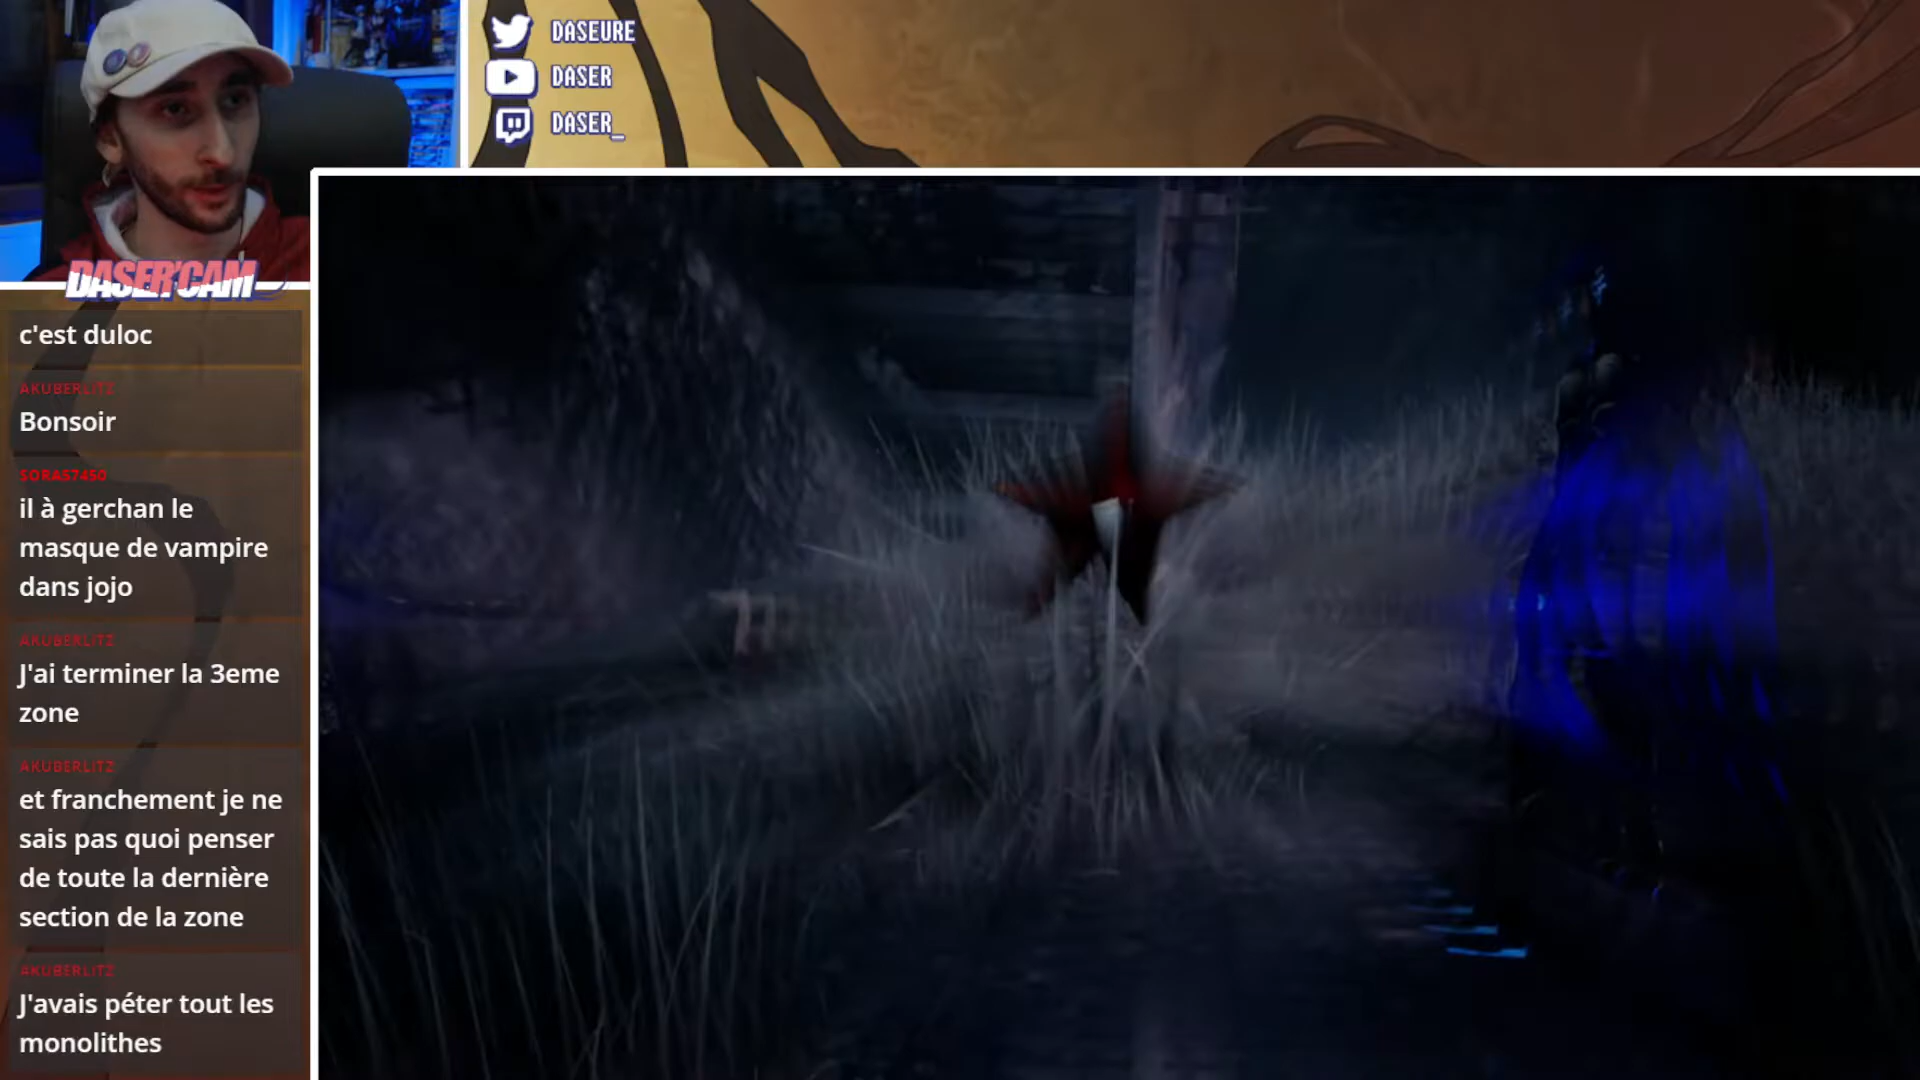 DASEURE
DASER
DASER_
DASER'CAM
c'est duloc
AKUBERLITZ
Bonsoir
SORA57450
il à gerchan le
masque de vampire
dans jojo
AKUBERLITZ
J'ai terminer la 3eme
zone
AKUBERLITZ
et franchement je ne
sais pas quoi penser
de toute la dernière
section de la zone
AKUBERLITZ
J'avais péter tout les
monolithes